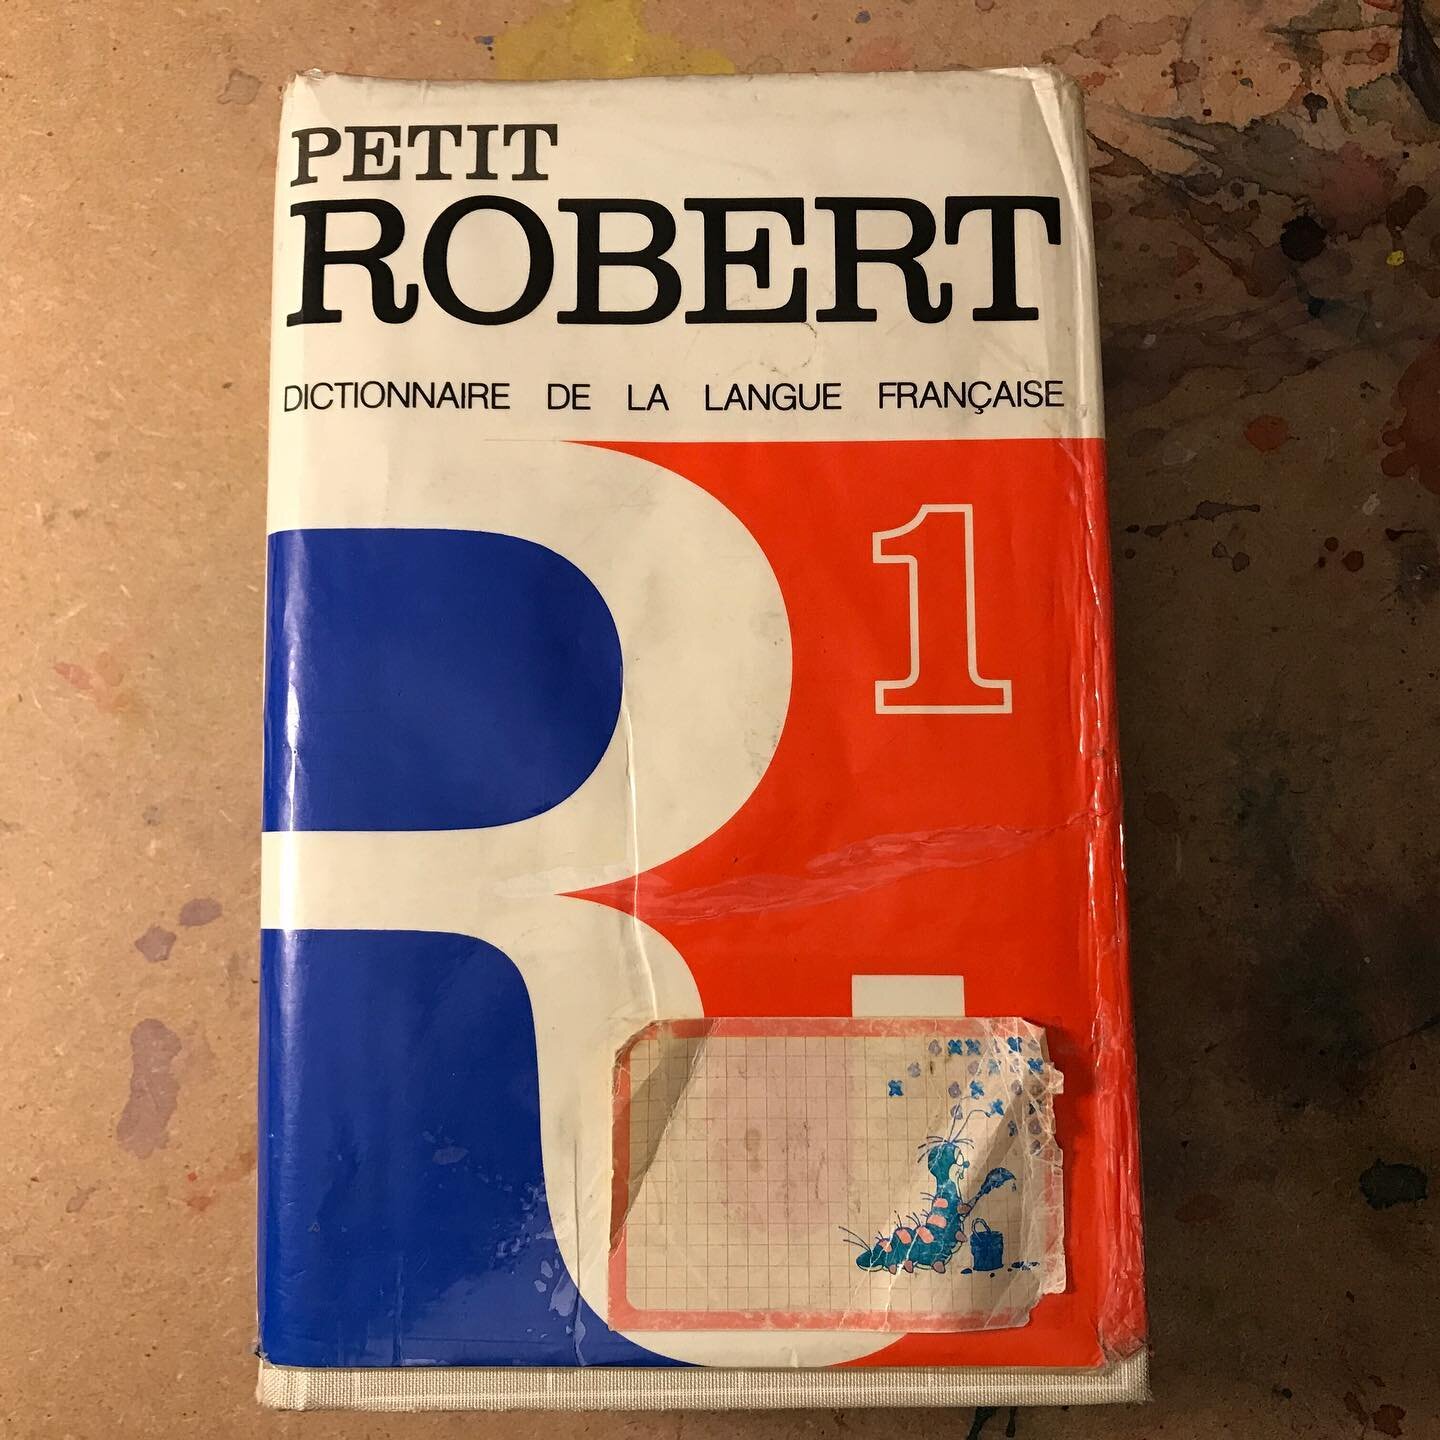 PETIT
ROBERT
DICTIONNAIRE DE LA LANGUE FRANÇAISE
1
R